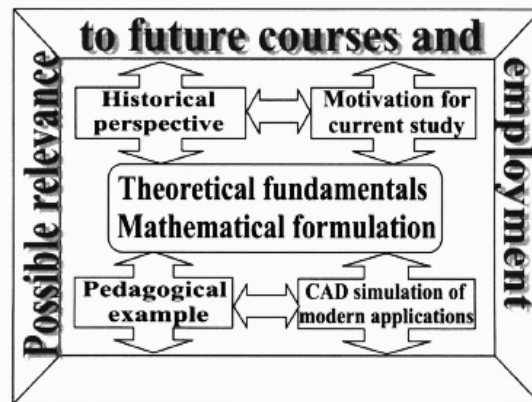 Possible relevance
to future courses and
employment
Historical
perspective
Motivation for
current study
Theoretical fundamentals
Mathematical formulation
Pedagogical
example
CAD simulation of
modern applications